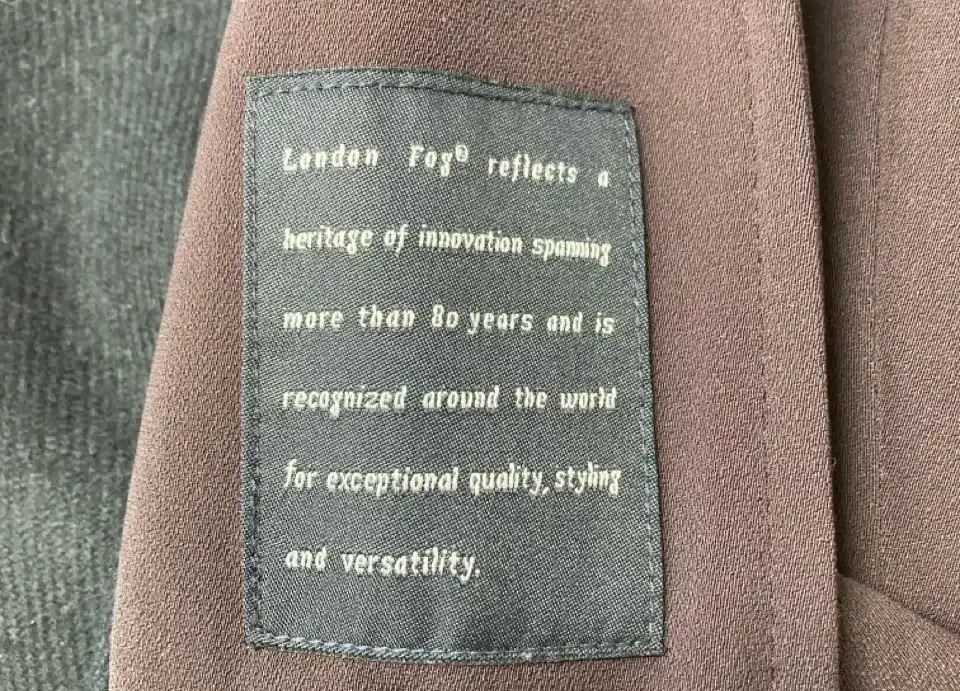 London Fog® reflects a
heritage of innovation spanning
more than 80 years and is
recognized around the world
for exceptional quality, styling
and versatility.